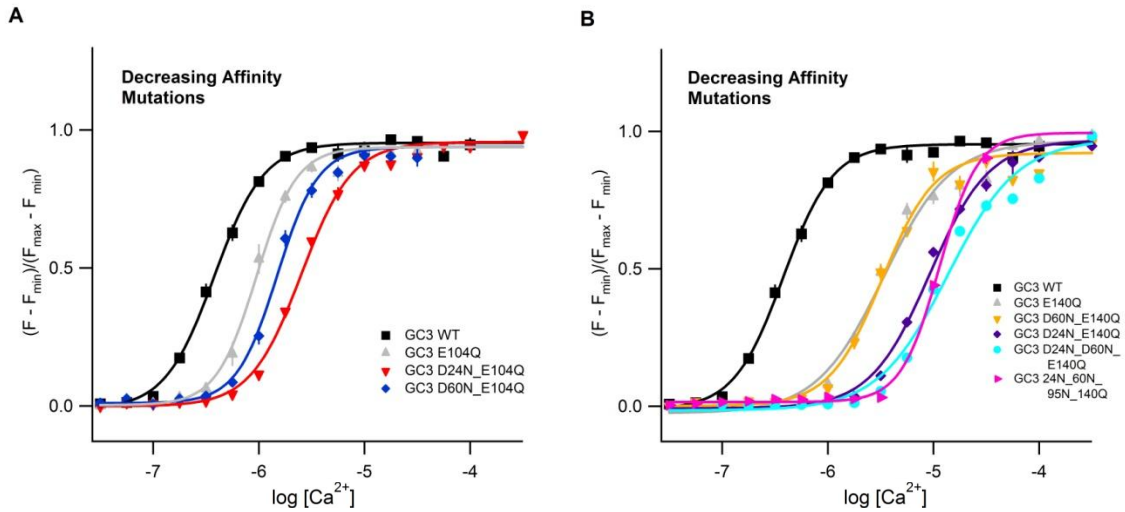 A
Decreasing Affinity
Mutations
(F - Fmin)/(Fmax - Fmin)
1.0
0.5
0.0
GC3 WT
GC3 E104Q
GC3 D24N_E104Q
GC3 D60N_E104Q
-7
-6
-5
-4
log [Ca2+]
B
Decreasing Affinity
Mutations
(F - Fmin)/(Fmax - Fmin)
1.0
0.5
0.0
GC3 WT
GC3 E140Q
GC3 D60N_E140Q
GC3 D24N_E140Q
GC3 D24N_D60N_
E140Q
GC3 24N_60N_
95N_140Q
-7
-6
-5
-4
log [Ca2+]